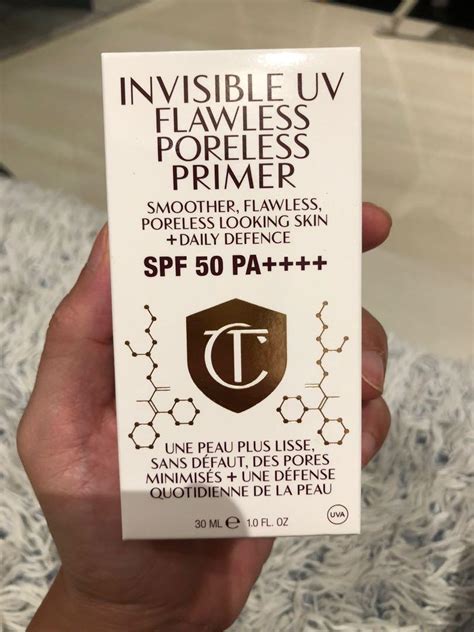 INVISIBLE UV
FLAWLESS
PORELESS
PRIMER
SMOOTHER, FLAWLESS,
PORELESS LOOKING SKIN
+ DAILY DEFENCE
SPF 50 PA++++
CT
UNE PEAU PLUS LISSE,
SANS DÉFAUT, DES PORES
MINIMISÉS + UNE DÉFENSE
QUOTIDIENNE DE LA PEAU
30 ML ℮ 1.0 FL. OZ
UVA